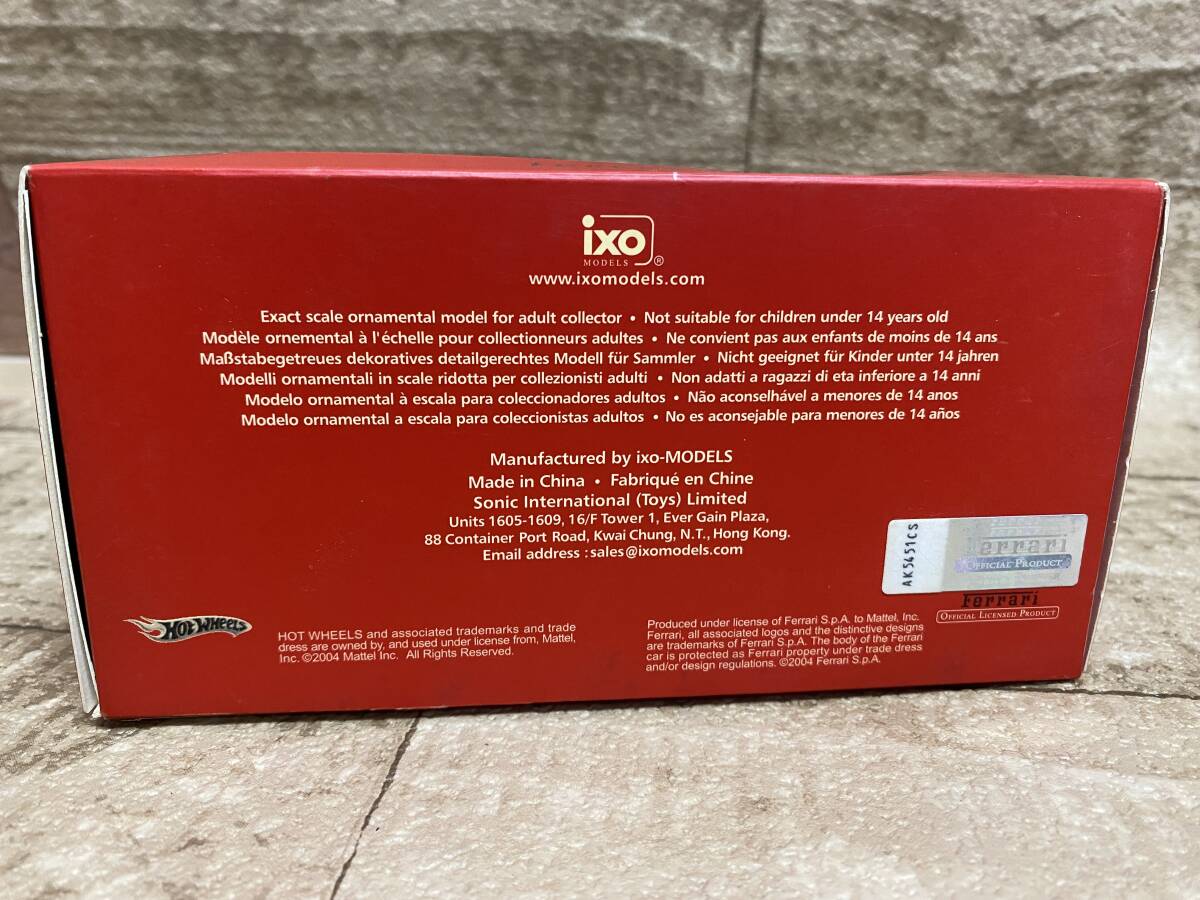 ixo
MODELS ®
www.ixomodels.com
Exact scale ornamental model for adult collector • Not suitable for children under 14 years old
Modèle ornemental à l'échelle pour collectionneurs adultes • Ne convient pas aux enfants de moins de 14 ans
Maßstabegetreues dekoratives detailgerechtes Modell für Sammler • Nicht geeignet für Kinder unter 14 jahren
Modelli ornamentali in scale ridotta per collezionisti adulti • Non adatti a ragazzi di eta inferiore a 14 anni
Modelo ornamental à escala para coleccionadores adultos • Não aconselhável a menores de 14 anos
Modelo ornamental a escala para coleccionistas adultos • No es aconsejable para menores de 14 años
Manufactured by ixo-MODELS
Made in China • Fabriqué en Chine
Sonic International (Toys) Limited
Units 1605-1609, 16/F Tower 1, Ever Gain Plaza,
88 Container Port Road, Kwai Chung, N.T., Hong Kong.
Email address :sales@ixomodels.com
AK5451CS
Ferrari
OFFICIAL PRODUCT
Ferrari
OFFICIAL LICENSED PRODUCT
HOT WHEELS
HOT WHEELS and associated trademarks and trade
dress are owned by, and used under license from, Mattel,
Inc. ©2004 Mattel Inc. All Rights Reserved.
Produced under license of Ferrari S.p.A. to Mattel, Inc.
Ferrari, all associated logos and the distinctive designs
are trademarks of Ferrari S.p.A. The body of the Ferrari
car is protected as Ferrari property under trade dress
and/or design regulations. ©2004 Ferrari S.p.A.